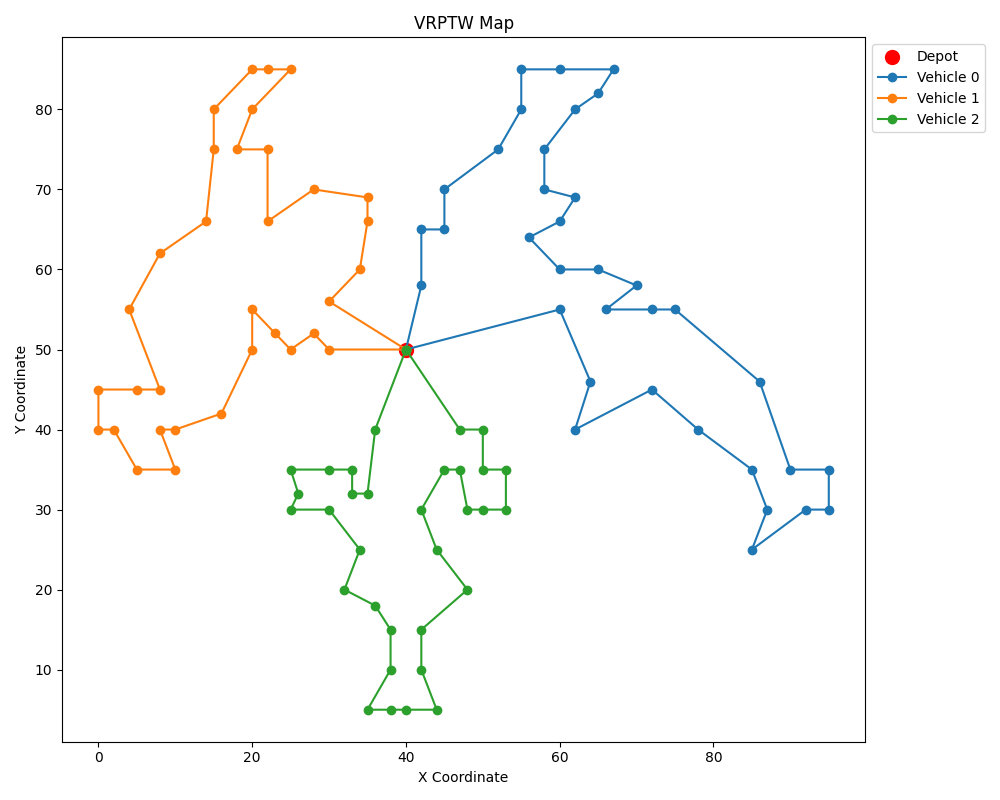 VRPTW Map
Depot
Vehicle 0
Vehicle 1
Vehicle 2
Y Coordinate
80
70
60
50
40
30
20
10
0 20 40 60 80
X Coordinate